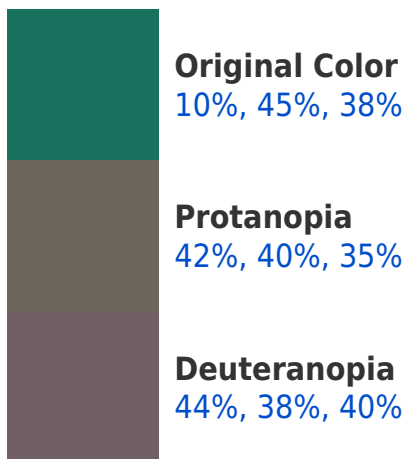 Original Color
10%, 45%, 38%
Protanopia
42%, 40%, 35%
Deuteranopia
44%, 38%, 40%